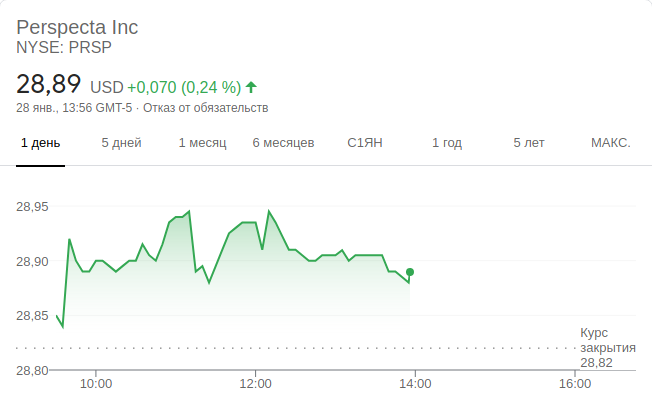 Perspecta Inc
NYSE: PRSP
28,89 USD +0,070 (0,24 %)
28 янв., 13:56 GMT-5 · Отказ от обязательств
1 день 5 дней 1 месяц 6 месяцев С1ЯН 1 год 5 лет МАКС.
28,95
28,90
28,85
Курс
закрытия
28,82
28,80
10:00 12:00 14:00 16:00